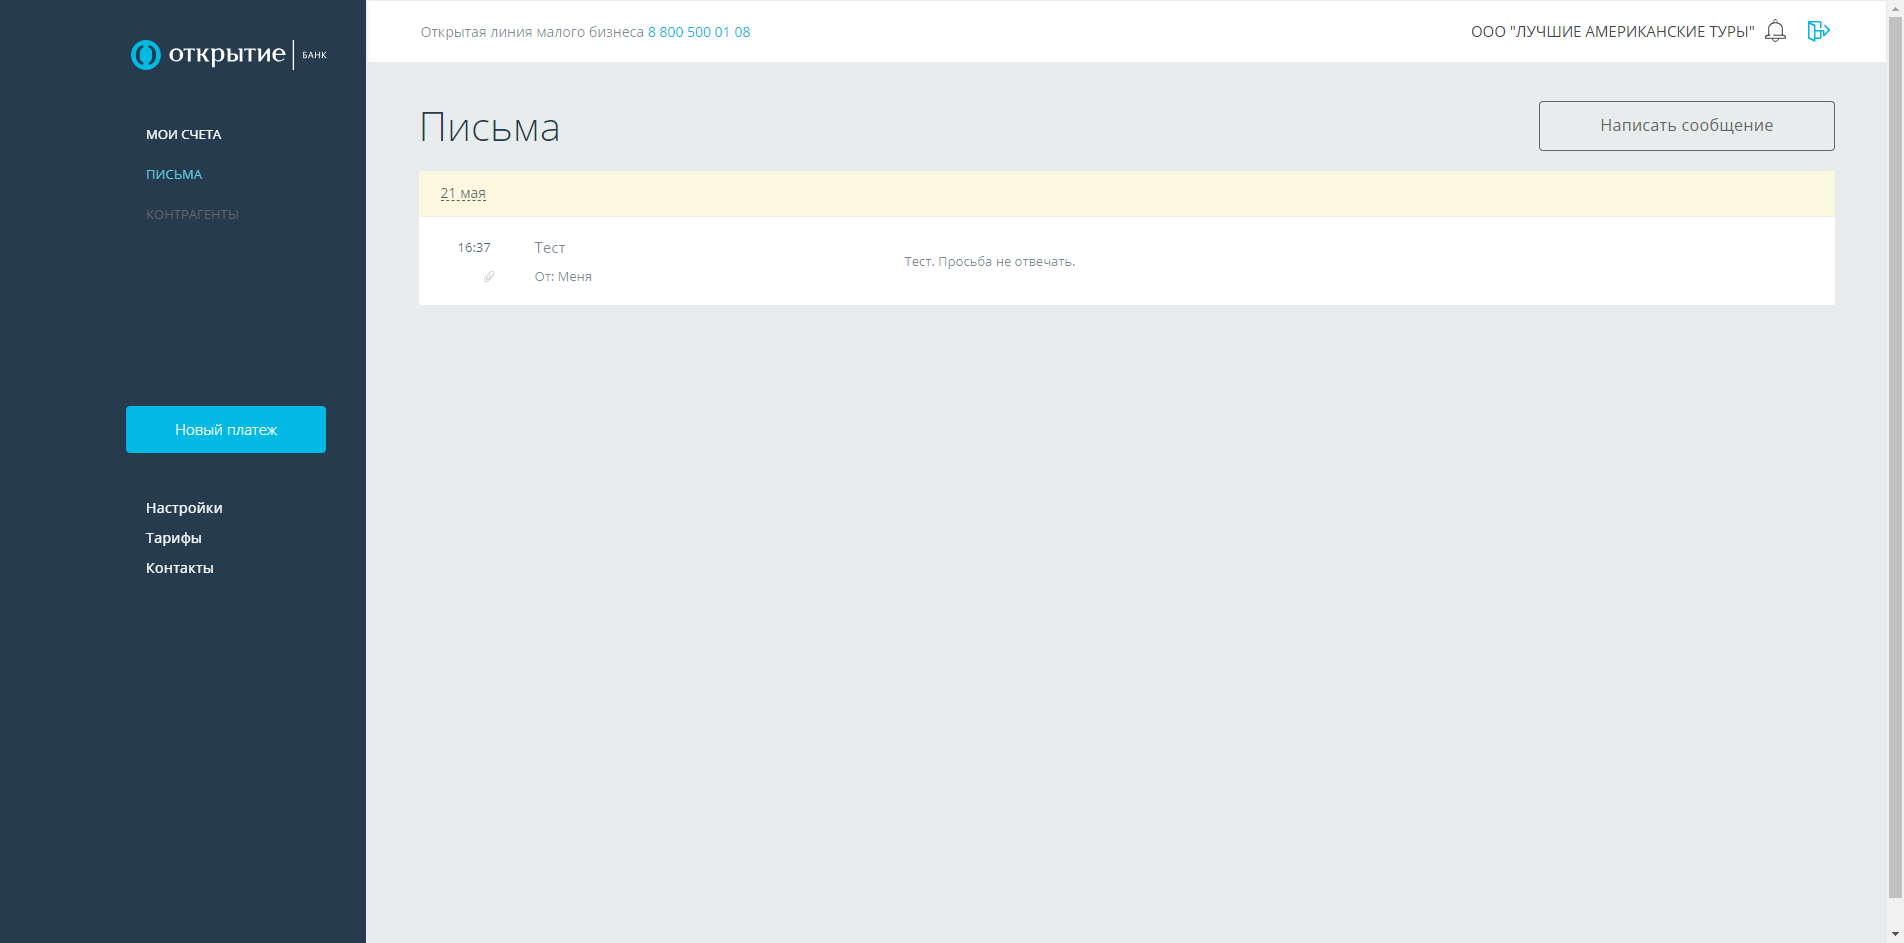 открытие БАНК
МОИ СЧЕТА
ПИСЬМА
КОНТРАГЕНТЫ
Новый платеж
Настройки
Тарифы
Контакты
Открытая линия малого бизнеса 8 800 500 01 08
ООО "ЛУЧШИЕ АМЕРИКАНСКИЕ ТУРЫ"
Письма
Написать сообщение
21 мая
16:37
Тест
От: Меня
Тест. Просьба не отвечать.